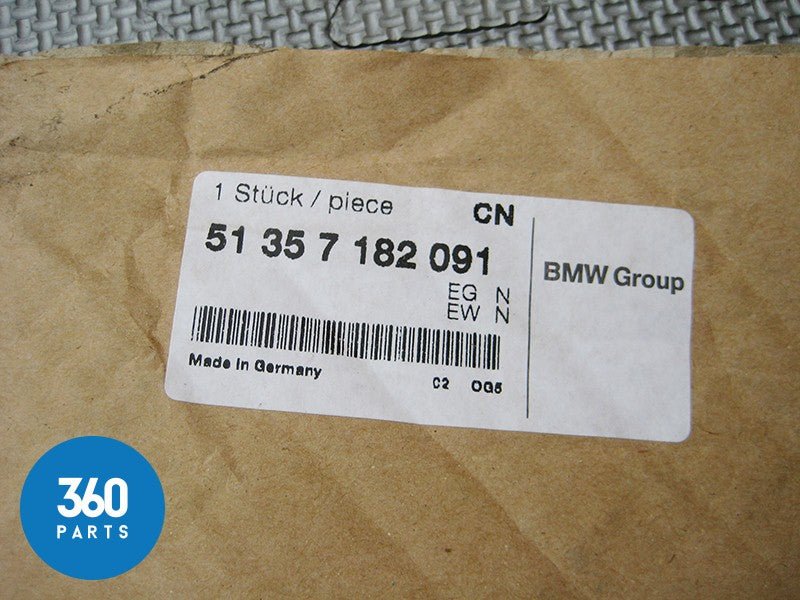 1 Stück / piece CN
51 35 7 182 091
EG N
EW N
BMW Group
Made in Germany
C2 OG5
360
PARTS